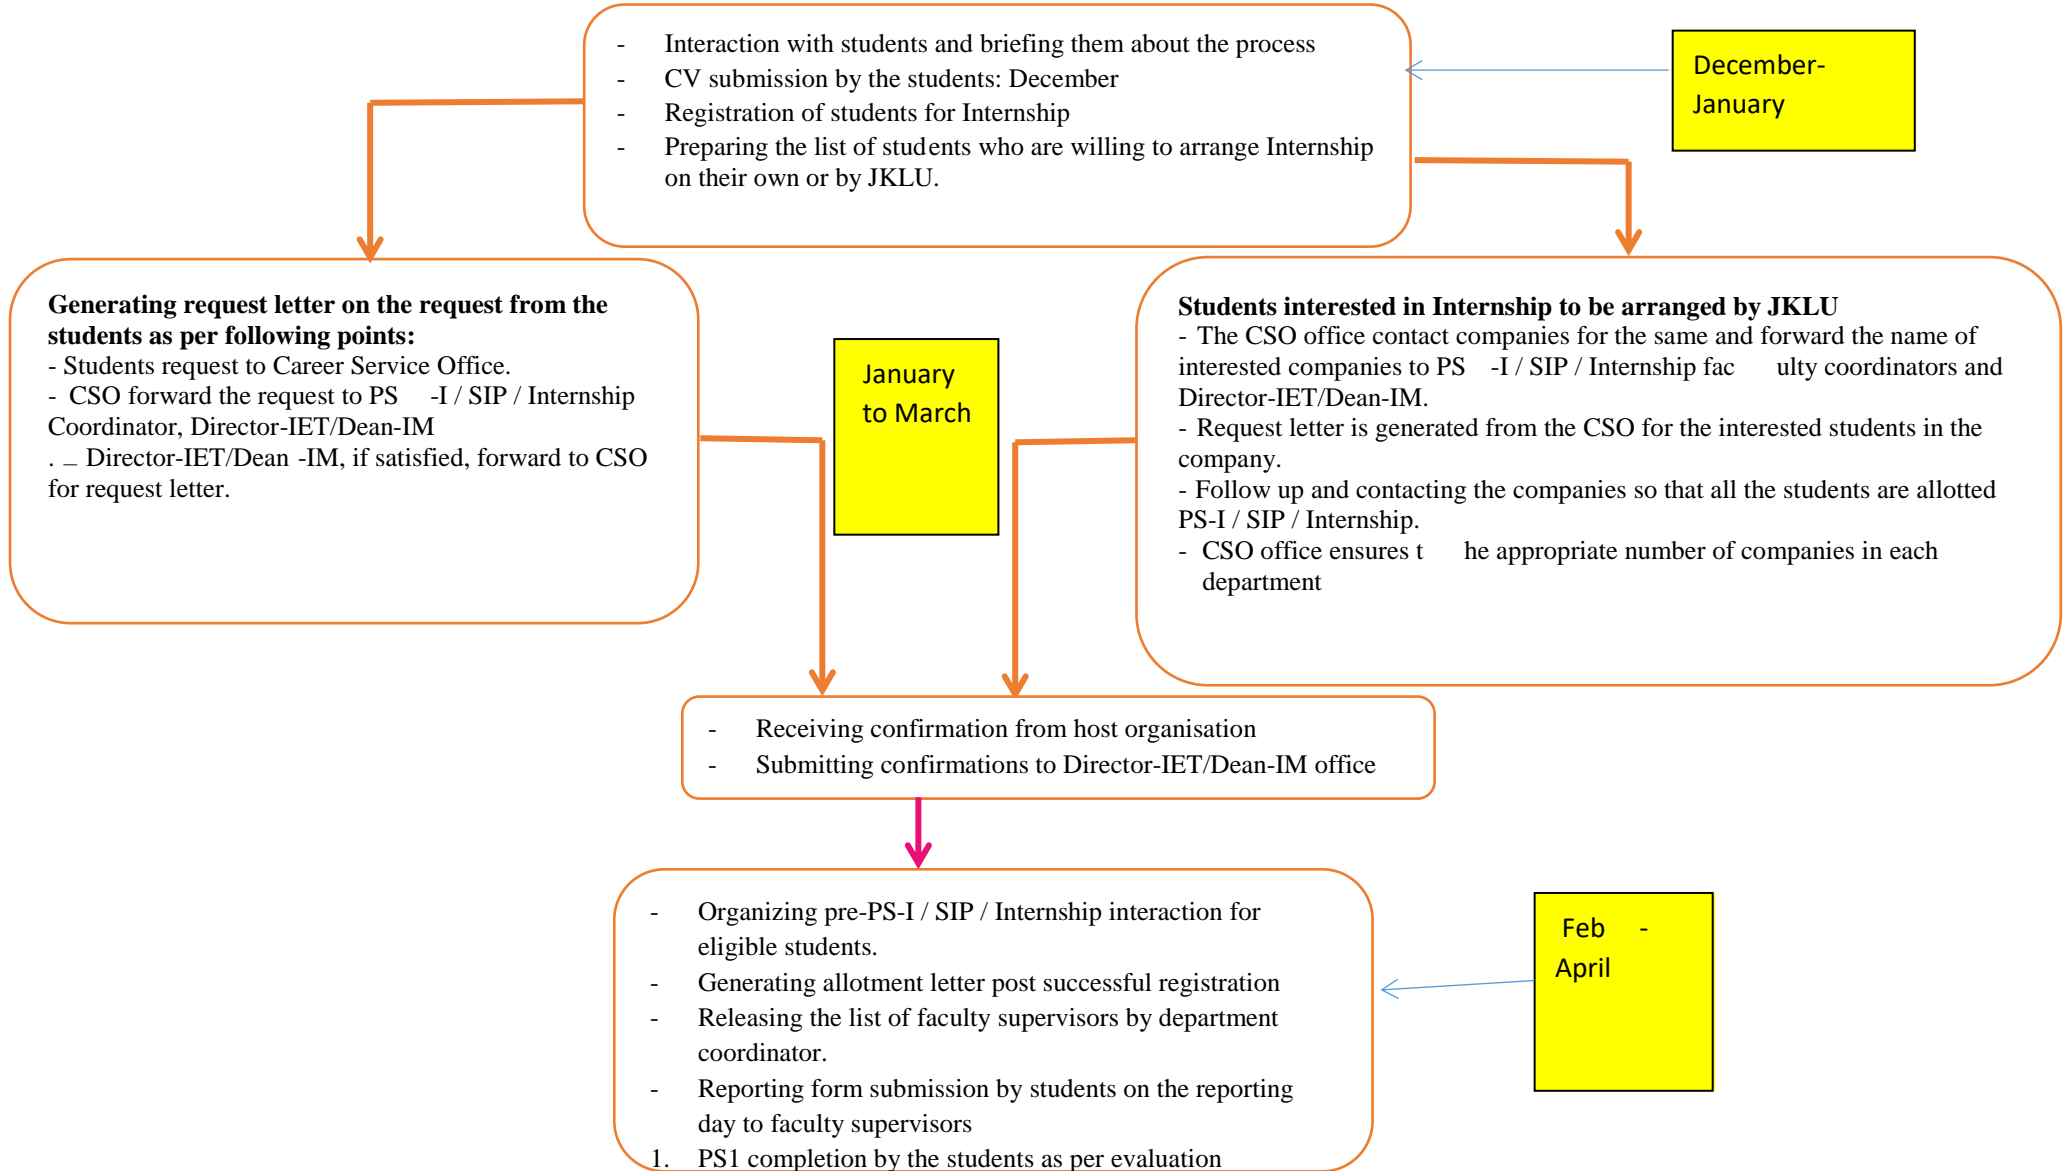 - Interaction with students and briefing them about the process
- CV submission by the students: December
- Registration of students for Internship
- Preparing the list of students who are willing to arrange Internship
on their own or by JKLU.
December-
January
Generating request letter on the request from the
students as per following points:
- Students request to Career Service Office.
- CSO forward the request to PS -I / SIP / Internship
Coordinator, Director-IET/Dean-IM
. – Director-IET/Dean -IM, if satisfied, forward to CSO
for request letter.
January
to March
Students interested in Internship to be arranged by JKLU
- The CSO office contact companies for the same and forward the name of
interested companies to PS -I / SIP / Internship fac ulty coordinators and
Director-IET/Dean-IM.
- Request letter is generated from the CSO for the interested students in the
company.
- Follow up and contacting the companies so that all the students are allotted
PS-I / SIP / Internship.
- CSO office ensures t he appropriate number of companies in each
department
- Receiving confirmation from host organisation
- Submitting confirmations to Director-IET/Dean-IM office
- Organizing pre-PS-I / SIP / Internship interaction for
eligible students.
- Generating allotment letter post successful registration
- Releasing the list of faculty supervisors by department
coordinator.
- Reporting form submission by students on the reporting
day to faculty supervisors
1. PS1 completion by the students as per evaluation
Feb -
April